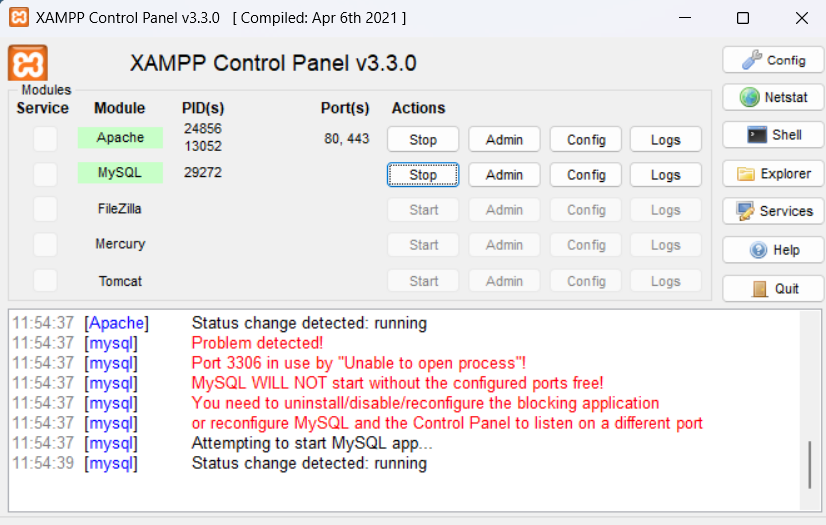 XAMPP Control Panel v3.3.0 [ Compiled: Apr 6th 2021 ]
XAMPP Control Panel v3.3.0
Config
Modules
Service Module PID(s) Port(s) Actions
Netstat
Apache 24856 13052 80, 443 Stop Admin Config Logs
Shell
MySQL 29272 Stop Admin Config Logs
Explorer
FileZilla Start Admin Config Logs
Services
Mercury Start Admin Config Logs
Help
Tomcat Start Admin Config Logs
Quit
11:54:37 [Apache] Status change detected: running
11:54:37 [mysql] Problem detected!
11:54:37 [mysql] Port 3306 in use by "Unable to open process"!
11:54:37 [mysql] MySQL WILL NOT start without the configured ports free!
11:54:37 [mysql] You need to uninstall/disable/reconfigure the blocking application
11:54:37 [mysql] or reconfigure MySQL and the Control Panel to listen on a different port
11:54:37 [mysql] Attempting to start MySQL app...
11:54:39 [mysql] Status change detected: running